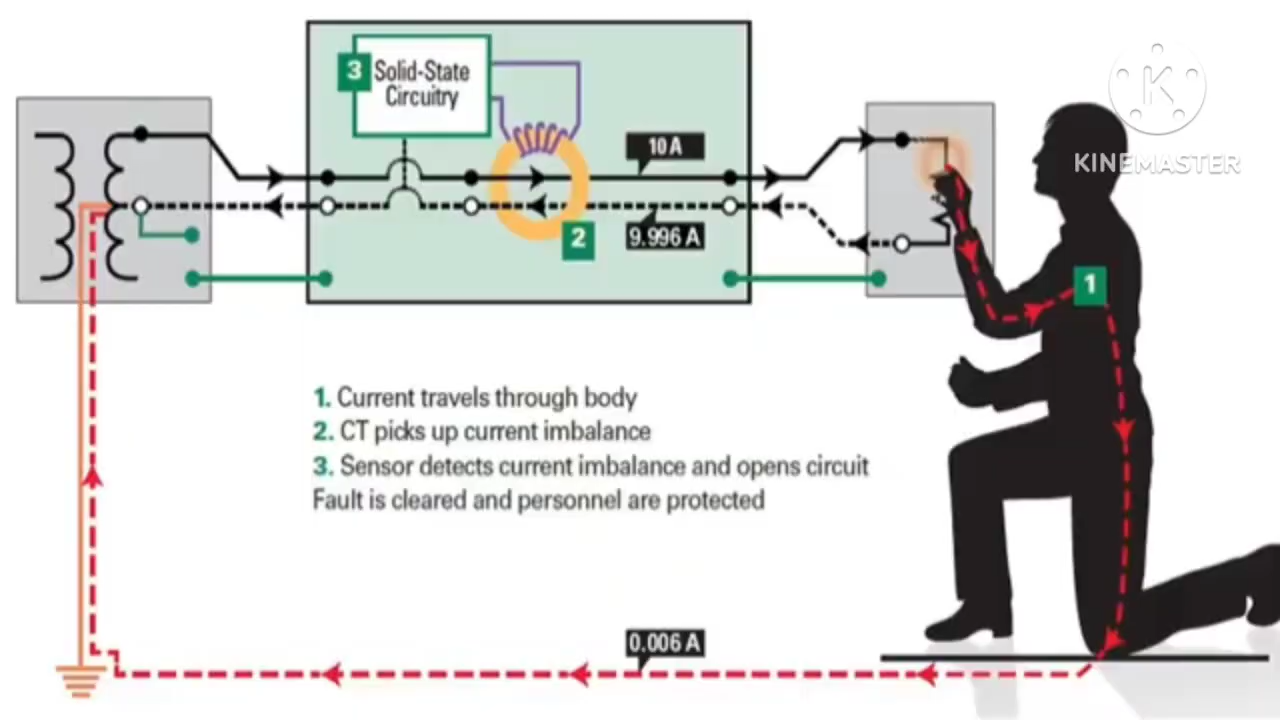 3 Solid-State
Circuitry
K
KINEMASTER
10 A
2
9.996 A
1
1. Current travels through body
2. CT picks up current imbalance
3. Sensor detects current imbalance and opens circuit
Fault is cleared and personnel are protected
0.006 A